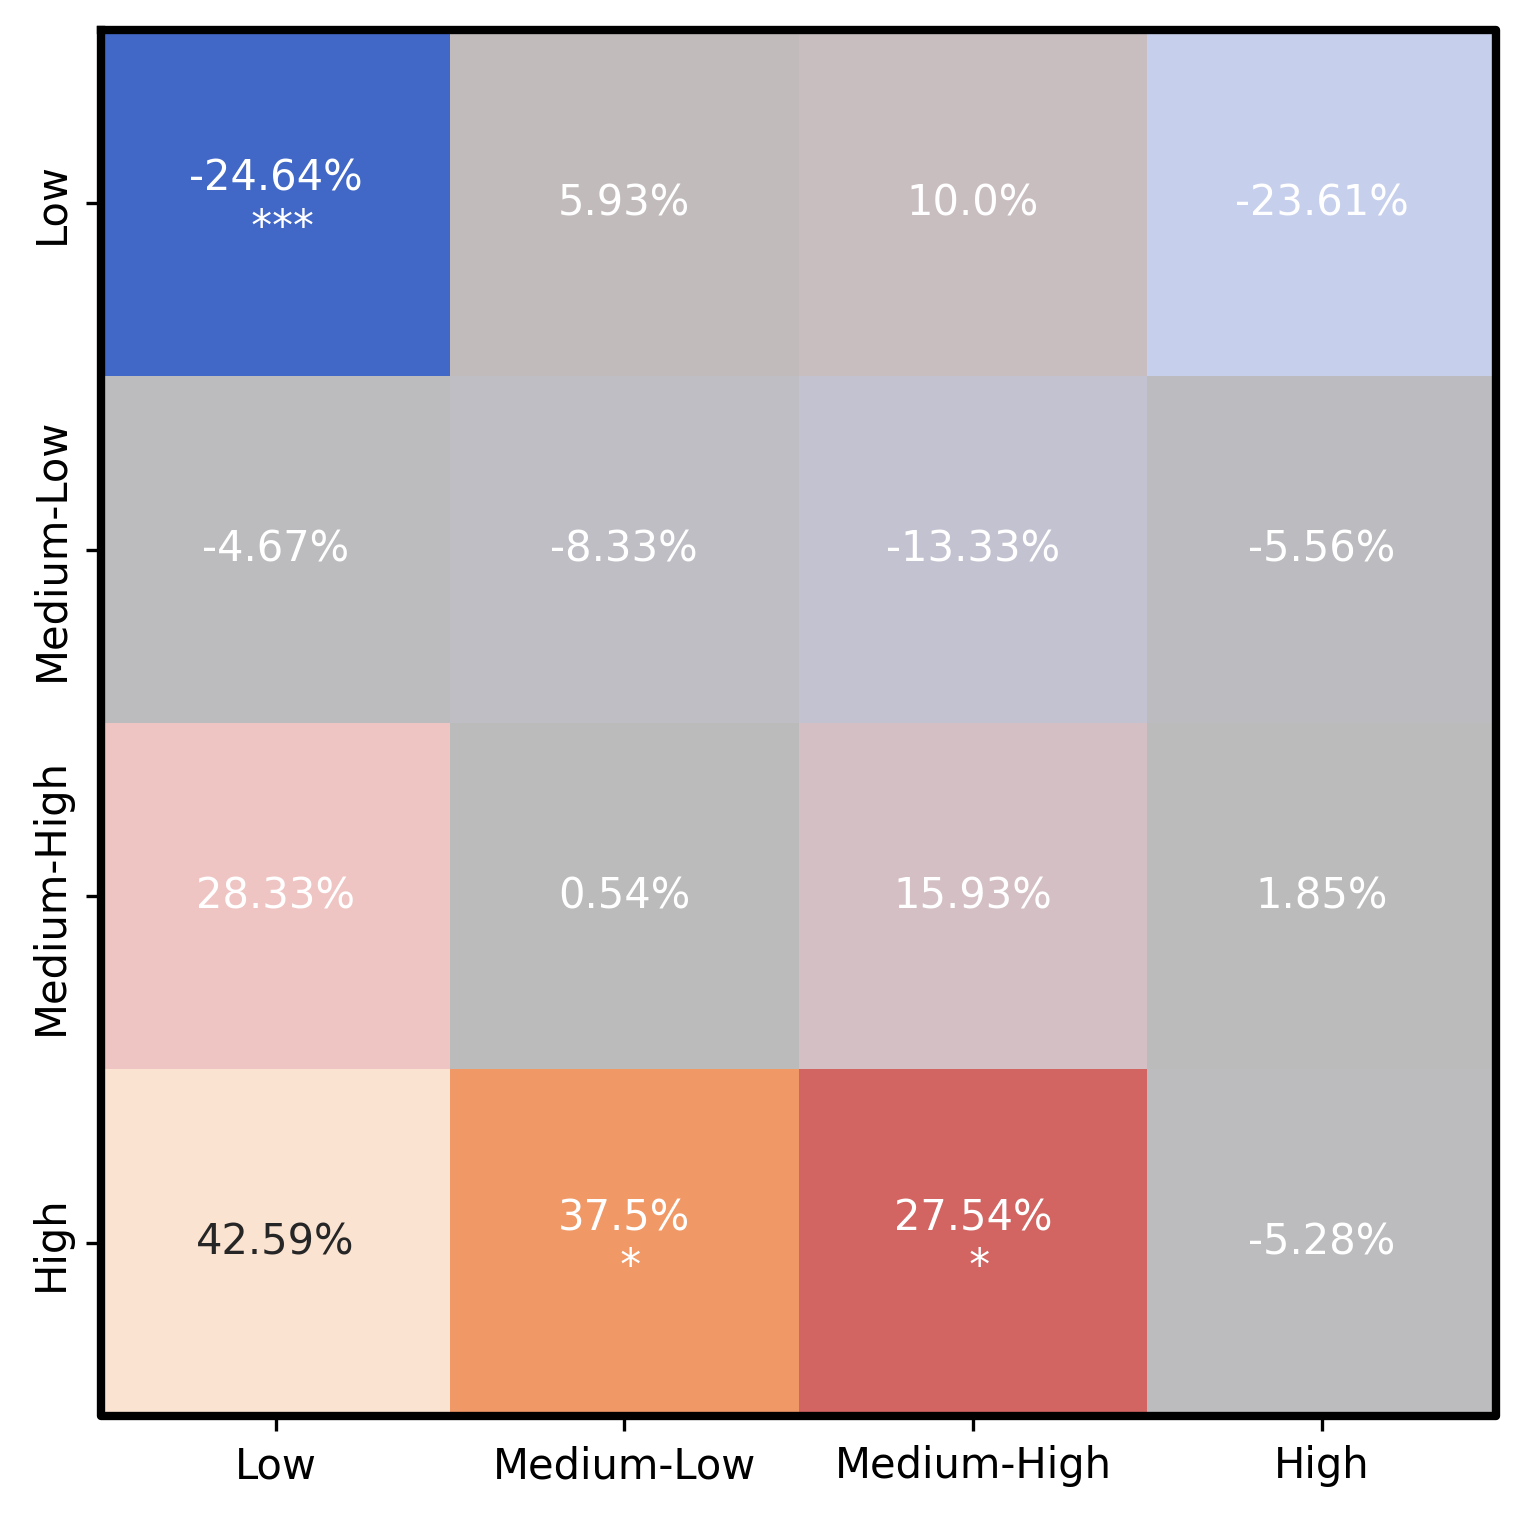 Low
-24.64%
***
5.93%
10.0%
-23.61%
Medium-Low
-4.67%
-8.33%
-13.33%
-5.56%
Medium-High
28.33%
0.54%
15.93%
1.85%
High
42.59%
37.5%
*
27.54%
*
-5.28%
Low
Medium-Low
Medium-High
High